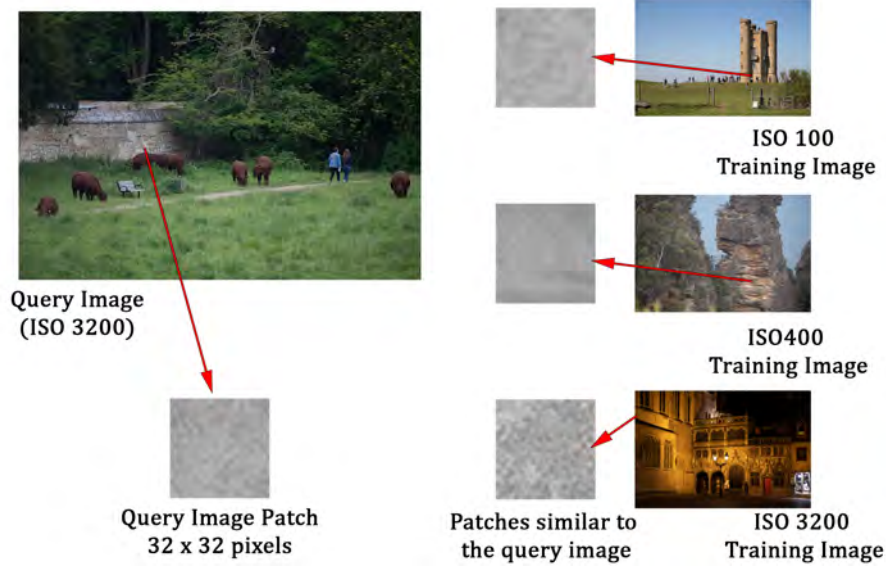 Query Image
(ISO 3200)
Query Image Patch
32 x 32 pixels
ISO 100
Training Image
ISO400
Training Image
Patches similar to
the query image
ISO 3200
Training Image